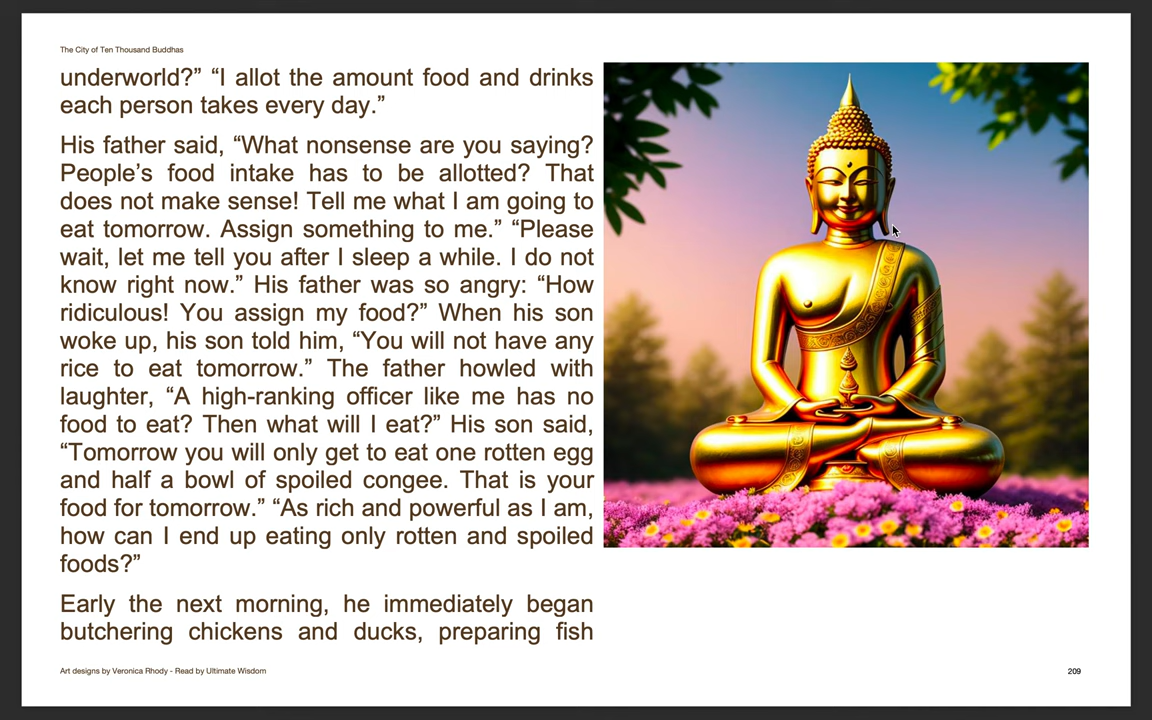 The City of Ten Thousand Buddhas
underworld?” “I allot the amount food and drinks
each person takes every day.”
His father said, “What nonsense are you saying?
People’s food intake has to be allotted? That
does not make sense! Tell me what I am going to
eat tomorrow. Assign something to me.” “Please
wait, let me tell you after I sleep a while. I do not
know right now.” His father was so angry: “How
ridiculous! You assign my food?” When his son
woke up, his son told him, “You will not have any
rice to eat tomorrow.” The father howled with
laughter, “A high-ranking officer like me has no
food to eat? Then what will I eat?” His son said,
“Tomorrow you will only get to eat one rotten egg
and half a bowl of spoiled congee. That is your
food for tomorrow.” “As rich and powerful as I am,
how can I end up eating only rotten and spoiled
foods?”
Early the next morning, he immediately began
butchering chickens and ducks, preparing fish
Art designs by Veronica Rhody - Read by Ultimate Wisdom
209